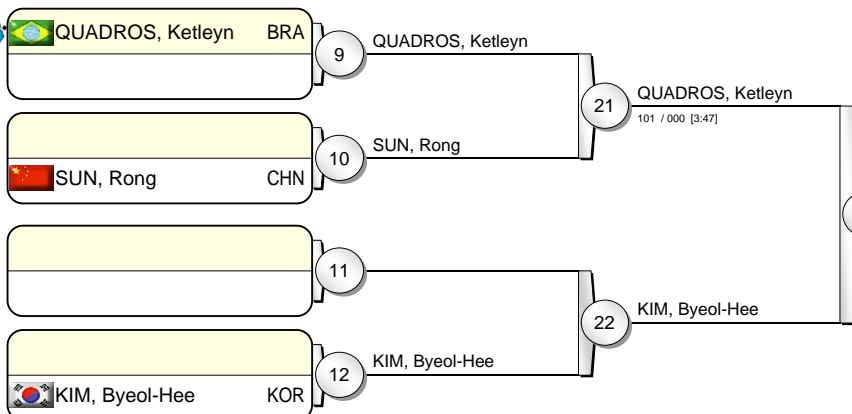 QUADROS, Ketleyn BRA
9
QUADROS, Ketleyn
21
QUADROS, Ketleyn
101 / 000 [3:47]
10
SUN, Rong
SUN, Rong CHN
11
22
KIM, Byeol-Hee
12
KIM, Byeol-Hee
KIM, Byeol-Hee KOR